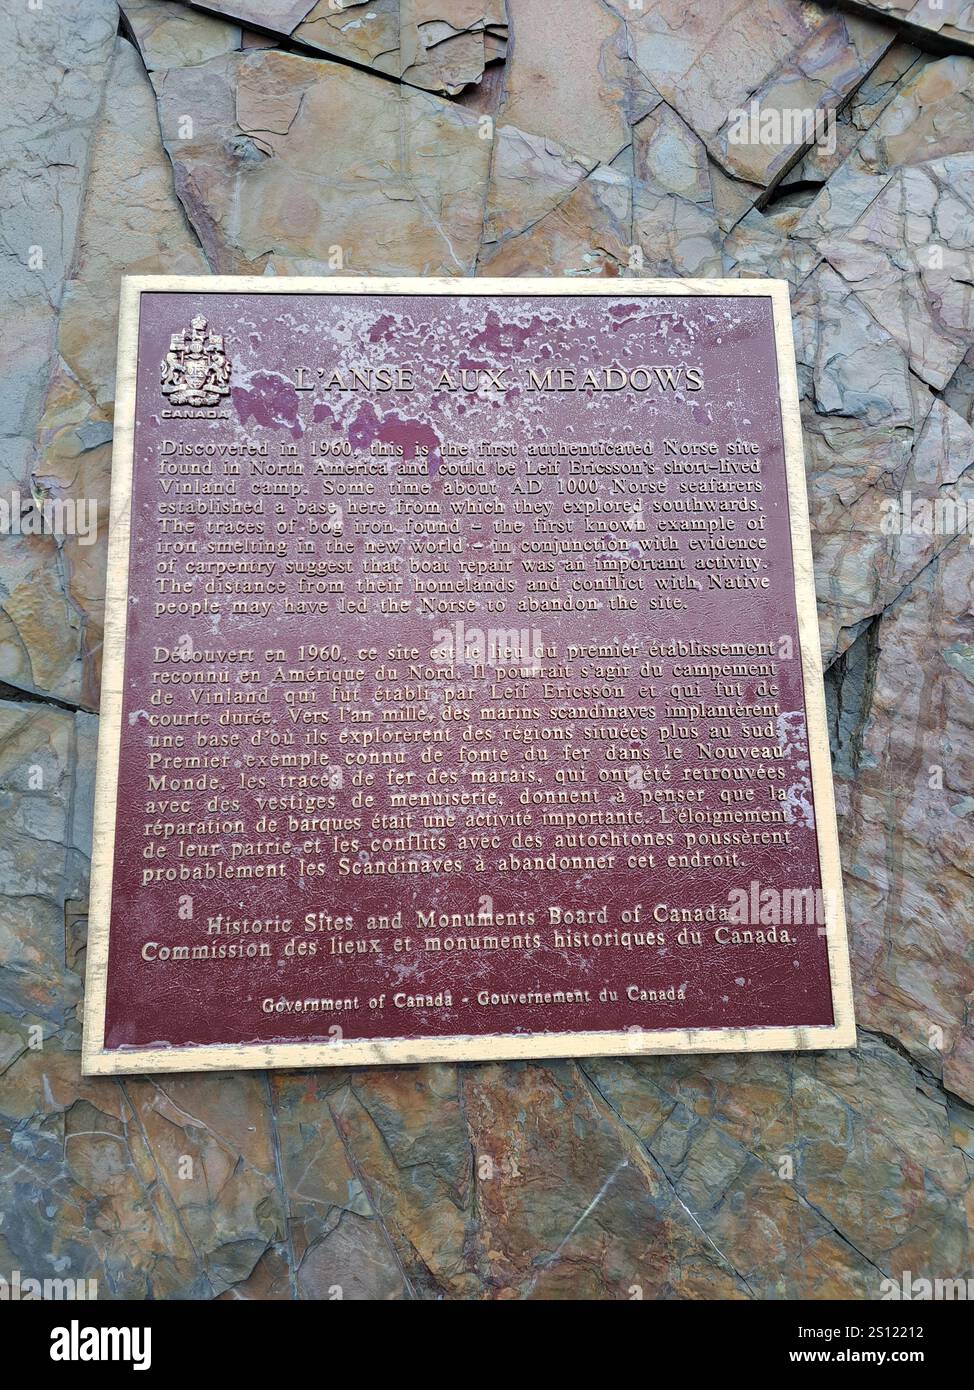 CANADA
L'ANSE AUX MEADOWS
Discovered in 1960, this is the first authenticated Norse site
found in North America and could be Leif Ericsson's short-lived
Vinland camp. Some time about AD 1000 Norse seafarers
established a base here from which they explored southwards.
The traces of bog iron found - the first known example of
iron smelting in the new world - in conjunction with evidence
of carpentry suggest that boat repair was an important activity.
The distance from their homelands and conflict with Native
people may have led the Norse to abandon the site.
Découvert en 1960, ce site est le lieu du premier établissement
reconnu en Amérique du Nord. Il pourrait s'agir du campement
de Vinland qui fut établi par Leif Ericsson et qui fut de
courte durée. Vers l'an mille, des marins scandinaves implantèrent
une base d'où ils explorèrent des régions situées plus au sud.
Premier exemple connu de fonte du fer dans le Nouveau
Monde, les traces de fer des marais, qui ont été retrouvées
avec des vestiges de menuiserie, donnent à penser que la
réparation de barques était une activité importante. L'éloignement
de leur patrie et les conflits avec des autochtones poussèrent
probablement les Scandinaves à abandonner cet endroit.
Historic Sites and Monuments Board of Canada.
Commission des lieux et monuments historiques du Canada.
Government of Canada - Gouvernement du Canada
alamy
Image ID: 2S12212
www.alamy.com